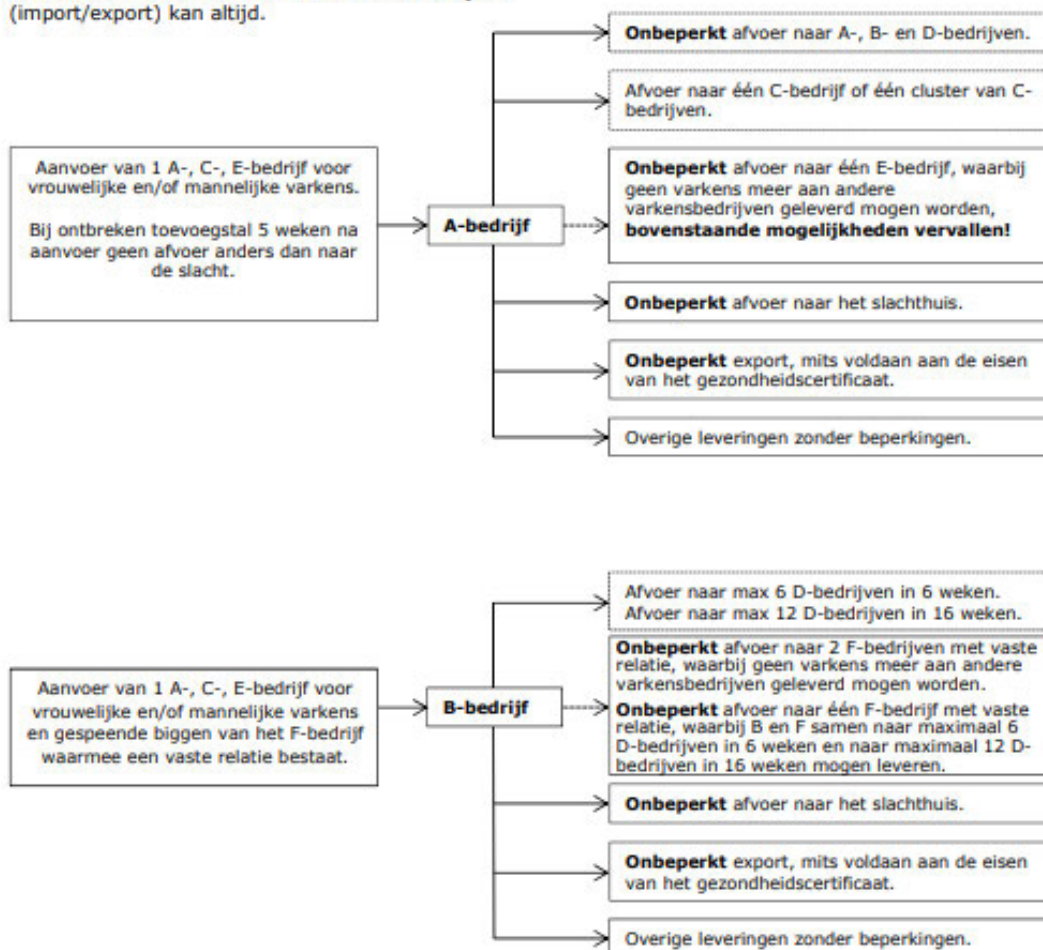 (import/export) kan altijd.
Onbeperkt afvoer naar A-, B- en D-bedrijven.
Afvoer naar één C-bedrijf of één cluster van C-
bedrijven.
Aanvoer van 1 A-, C-, E-bedrijf voor
vrouwelijke en/of mannelijke varkens.
Bij ontbreken toevoegstal 5 weken na
aanvoer geen afvoer anders dan naar
de slacht.
A-bedrijf
Onbeperkt afvoer naar één E-bedrijf, waarbij
geen varkens meer aan andere
varkensbedrijven geleverd mogen worden,
bovenstaande mogelijkheden vervallen!
Onbeperkt afvoer naar het slachthuis.
Onbeperkt export, mits voldaan aan de eisen
van het gezondheidscertificaat.
Overige leveringen zonder beperkingen.
Afvoer naar max 6 D-bedrijven in 6 weken.
Afvoer naar max 12 D-bedrijven in 16 weken.
Aanvoer van 1 A-, C-, E-bedrijf voor
vrouwelijke en/of mannelijke varkens
en gespeende biggen van het F-bedrijf
waarmee een vaste relatie bestaat.
B-bedrijf
Onbeperkt afvoer naar 2 F-bedrijven met vaste
relatie, waarbij geen varkens meer aan andere
varkensbedrijven geleverd mogen worden.
Onbeperkt afvoer naar één F-bedrijf met vaste
relatie, waarbij B en F samen naar maximaal 6
D-bedrijven in 6 weken en naar maximaal 12 D-
bedrijven in 16 weken mogen leveren.
Onbeperkt afvoer naar het slachthuis.
Onbeperkt export, mits voldaan aan de eisen
van het gezondheidscertificaat.
Overige leveringen zonder beperkingen.